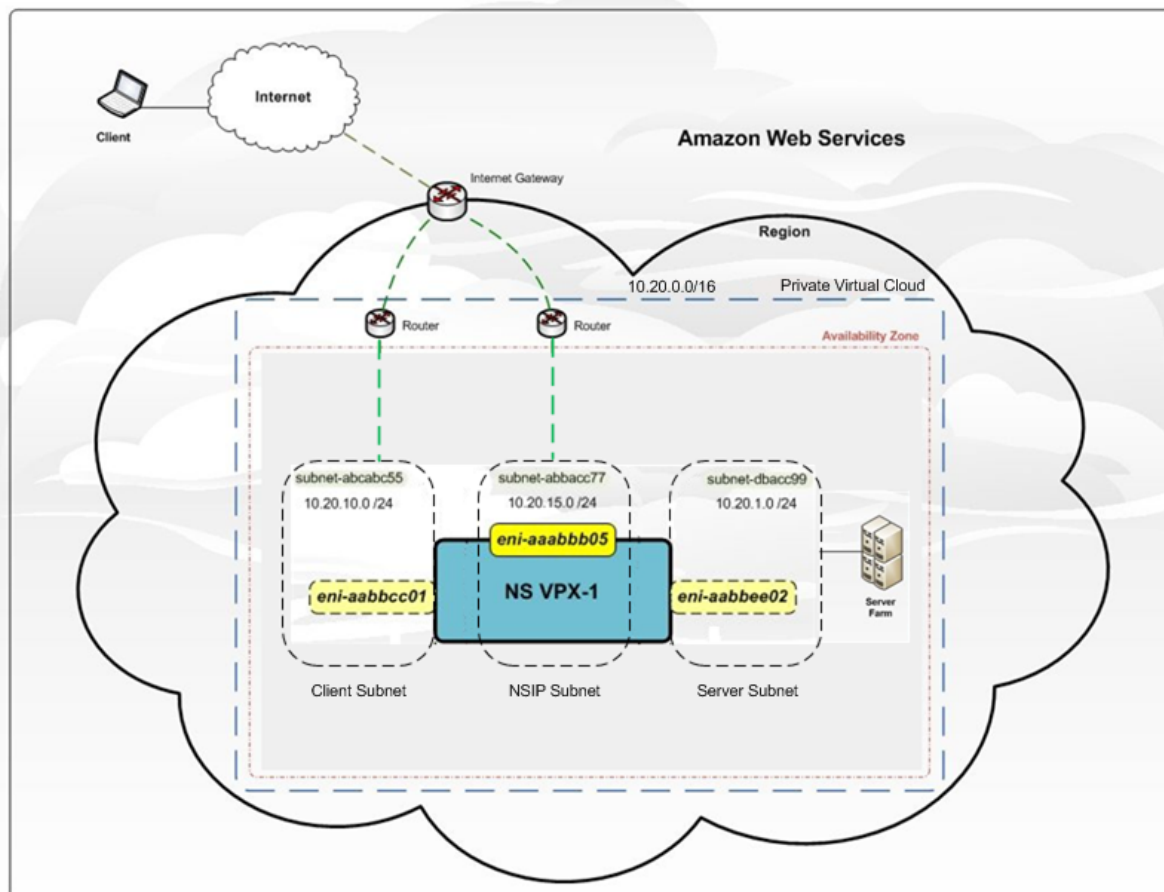 Internet
Client
Amazon Web Services
Internet Gateway
Region
10.20.0.0/16
Private Virtual Cloud
Router
Router
Availability Zone
subnet-abcabc55
10.20.10.0 /24
subnet-abbacc77
10.20.15.0 /24
subnet-dbacc99
10.20.1.0 /24
eni-aaabbb05
eni-aabbcc01
NS VPX-1
eni-aabbee02
Server
Farm
Client Subnet
NSIP Subnet
Server Subnet